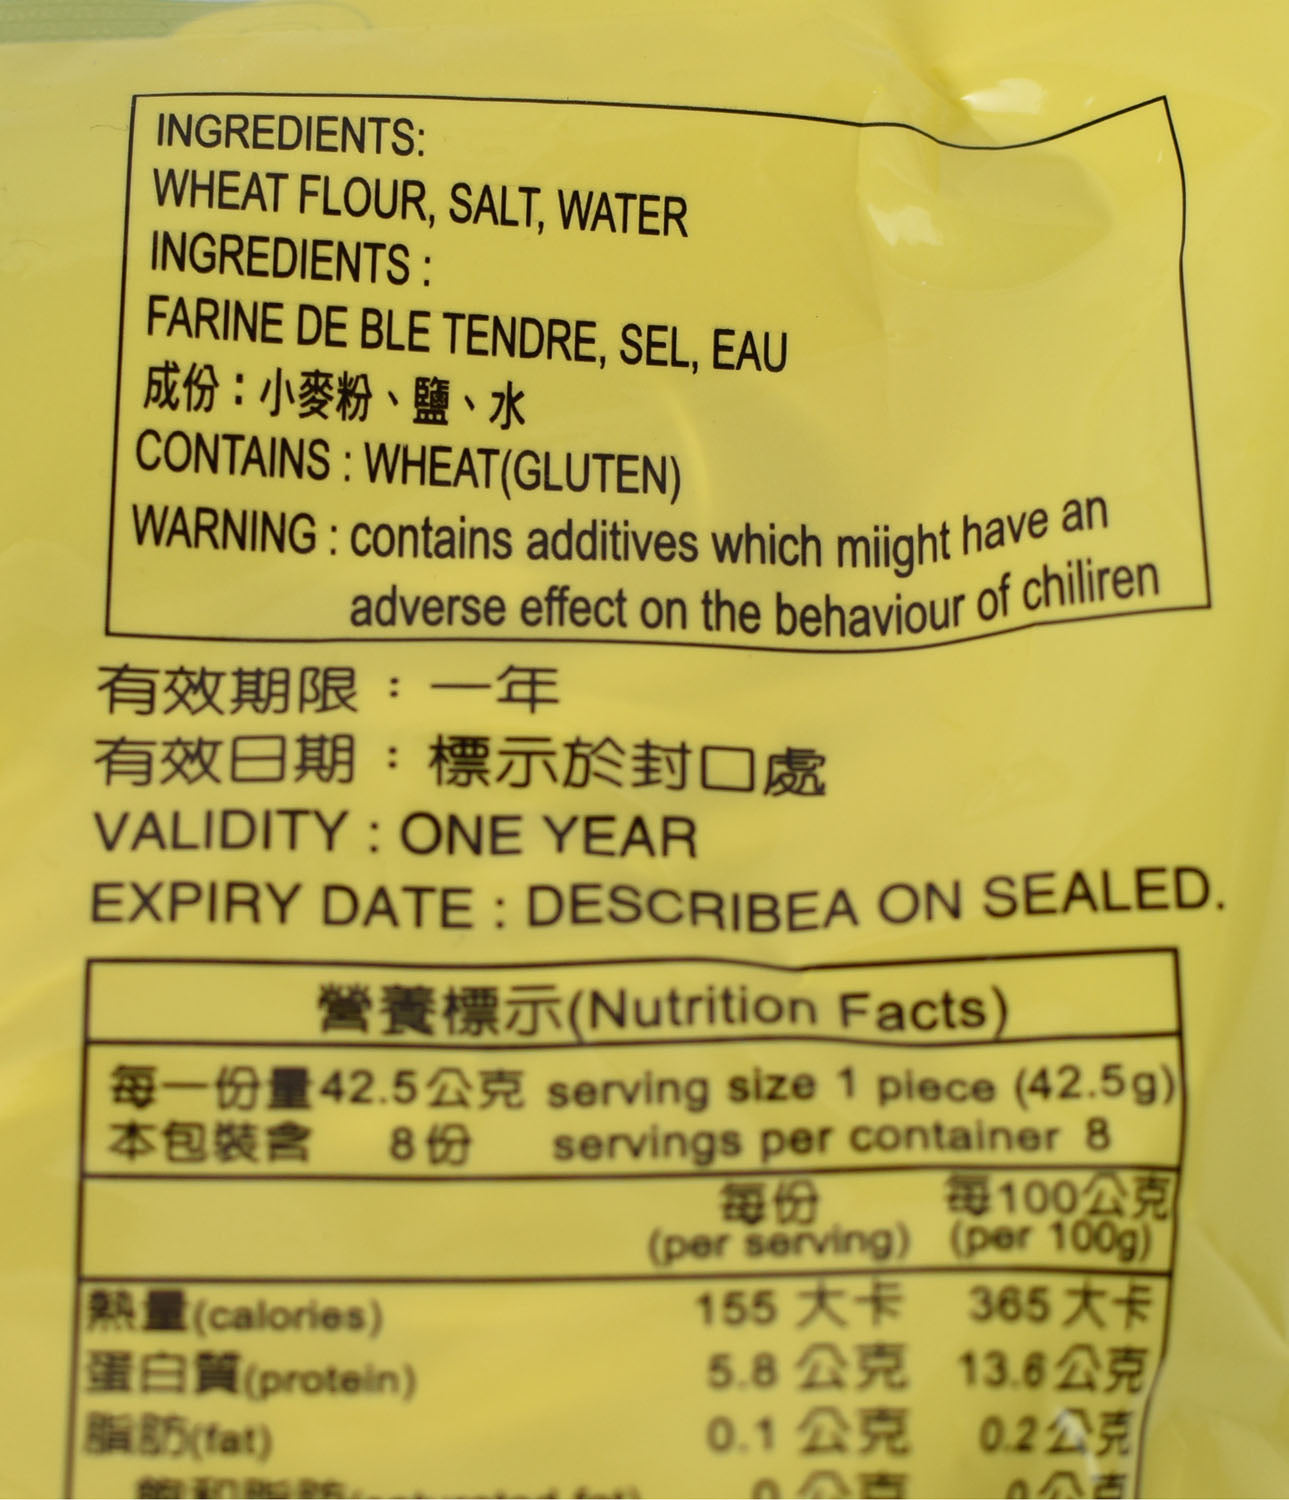 INGREDIENTS:
WHEAT FLOUR, SALT, WATER
INGREDIENTS :
FARINE DE BLE TENDRE, SEL, EAU
成份：小麥粉、鹽、水
CONTAINS : WHEAT(GLUTEN)
WARNING : contains additives which miight have an
adverse effect on the behaviour of chiliren
有效期限：一年
有效日期：標示於封口處
VALIDITY : ONE YEAR
EXPIRY DATE : DESCRIBEA ON SEALED.
營養標示(Nutrition Facts)
每一份量42.5公克 serving size 1 piece (42.5g)
本包裝含 8份 servings per container 8
每份 每100公克
(per serving) (per 100g)
熱量(calories) 155 大卡 365 大卡
蛋白質(protein) 5.8 公克 13.6公克
脂肪(fat) 0.1 公克 0.2公克